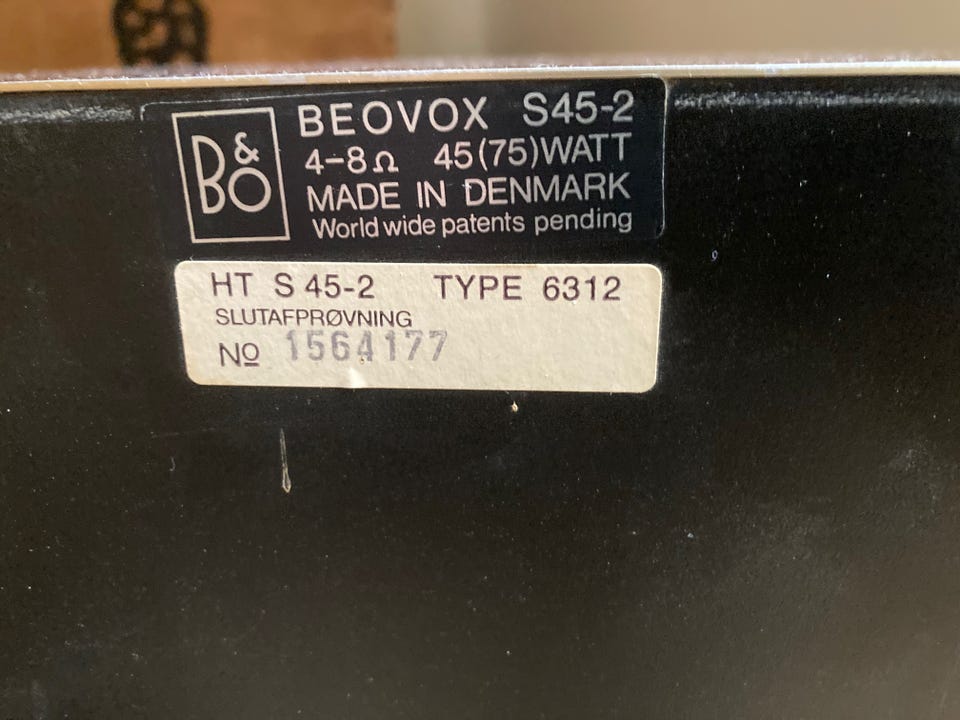 B&O
BEOVOX S45-2
4-8Ω 45(75)WATT
MADE IN DENMARK
World wide patents pending
HT S 45-2 TYPE 6312
SLUTAFPRØVNING
Nº 1564177